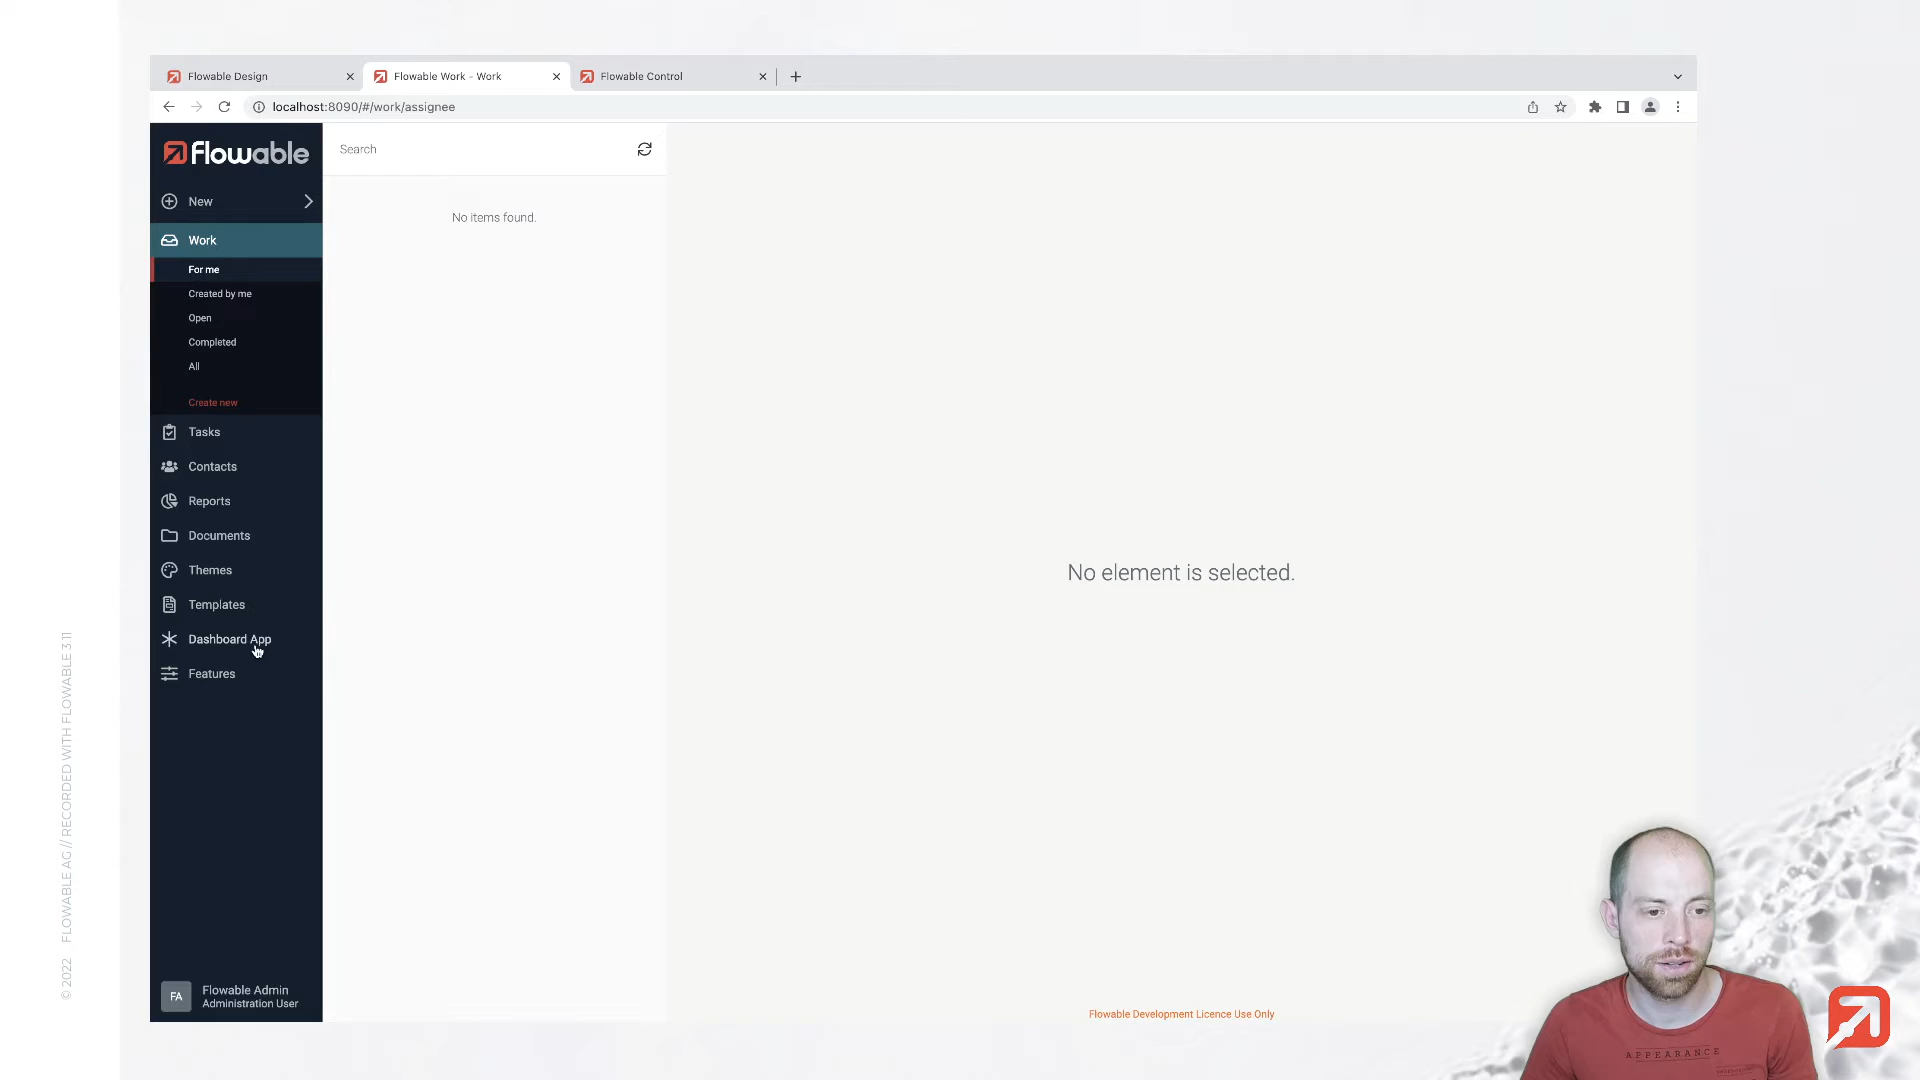 Flowable Design
Flowable Work - Work
Flowable Control
localhost:8090/#/work/assignee
Flowable
New
Work
For me
Created by me
Open
Completed
All
Create new
Tasks
Contacts
Reports
Documents
Themes
Templates
Dashboard App
Features
FA
Flowable Admin
Administration User
Search
No items found.
No element is selected.
Flowable Development Licence Use Only
© 2022 FLOWABLE AG // RECORDED WITH FLOWABLE 3.11
APPEARANCE